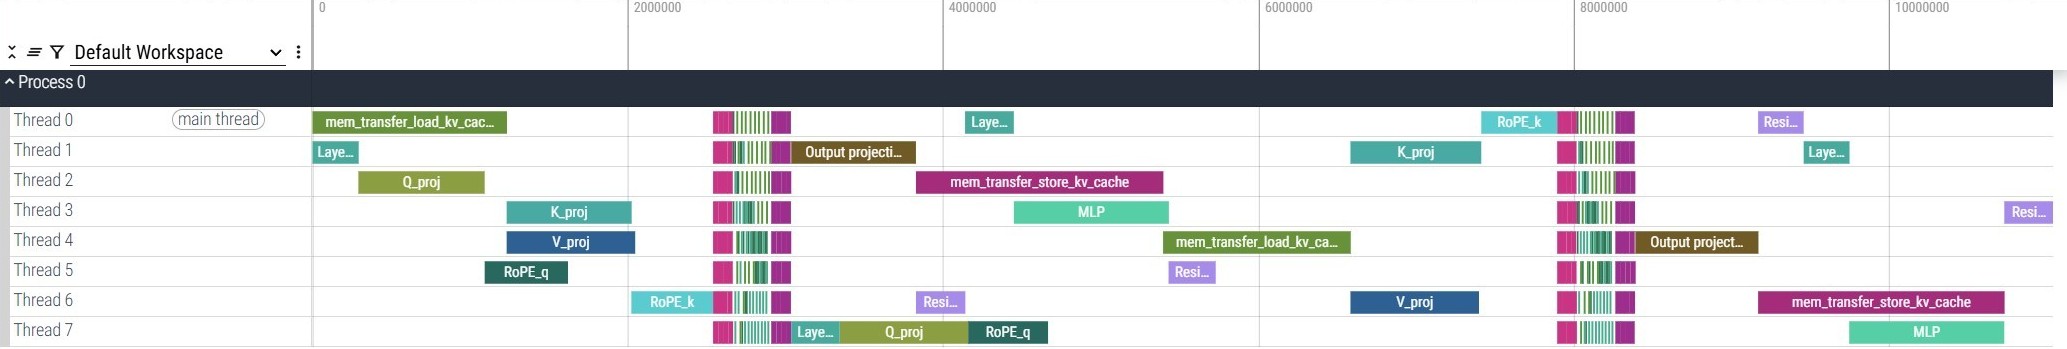 0 2000000 4000000 6000000 8000000 10000000
Default Workspace
Process 0
Thread 0 main thread mem_transfer_load_kv_cac... Laye... RoPE_k Resi...
Thread 1 Laye... Output projecti... K_proj Laye...
Thread 2 Q_proj mem_transfer_store_kv_cache
Thread 3 K_proj MLP Resi...
Thread 4 V_proj mem_transfer_load_kv_ca... Output project...
Thread 5 RoPE_q Resi...
Thread 6 RoPE_k Resi... V_proj mem_transfer_store_kv_cache
Thread 7 Laye... Q_proj RoPE_q MLP